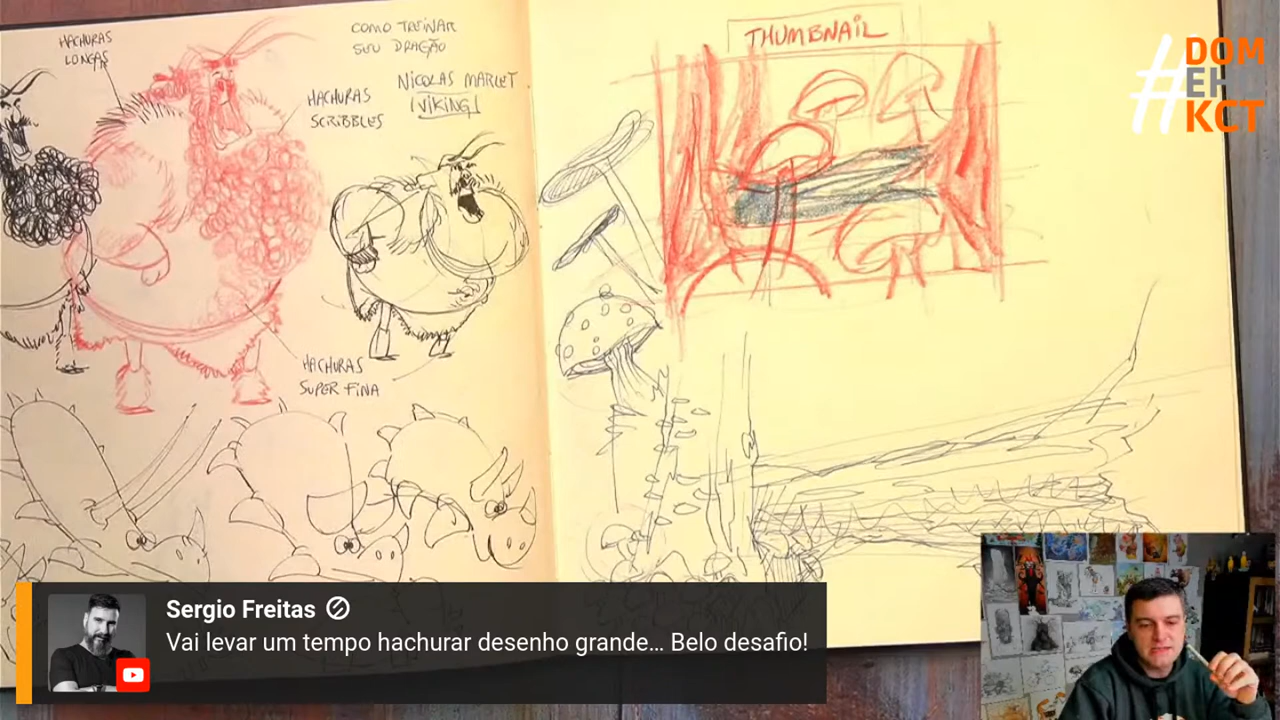 HACHURAS
LONGAS
COMO TREINAR
SEU DRAGÃO
NICOLAS MARLET
(VIKING)
HACHURAS
SCRIBBLES
HACHURAS
SUPER FINA
THUMBNAIL
#DOM
EHD
KCT
Sergio Freitas
Vai levar um tempo hachurar desenho grande... Belo desafio!